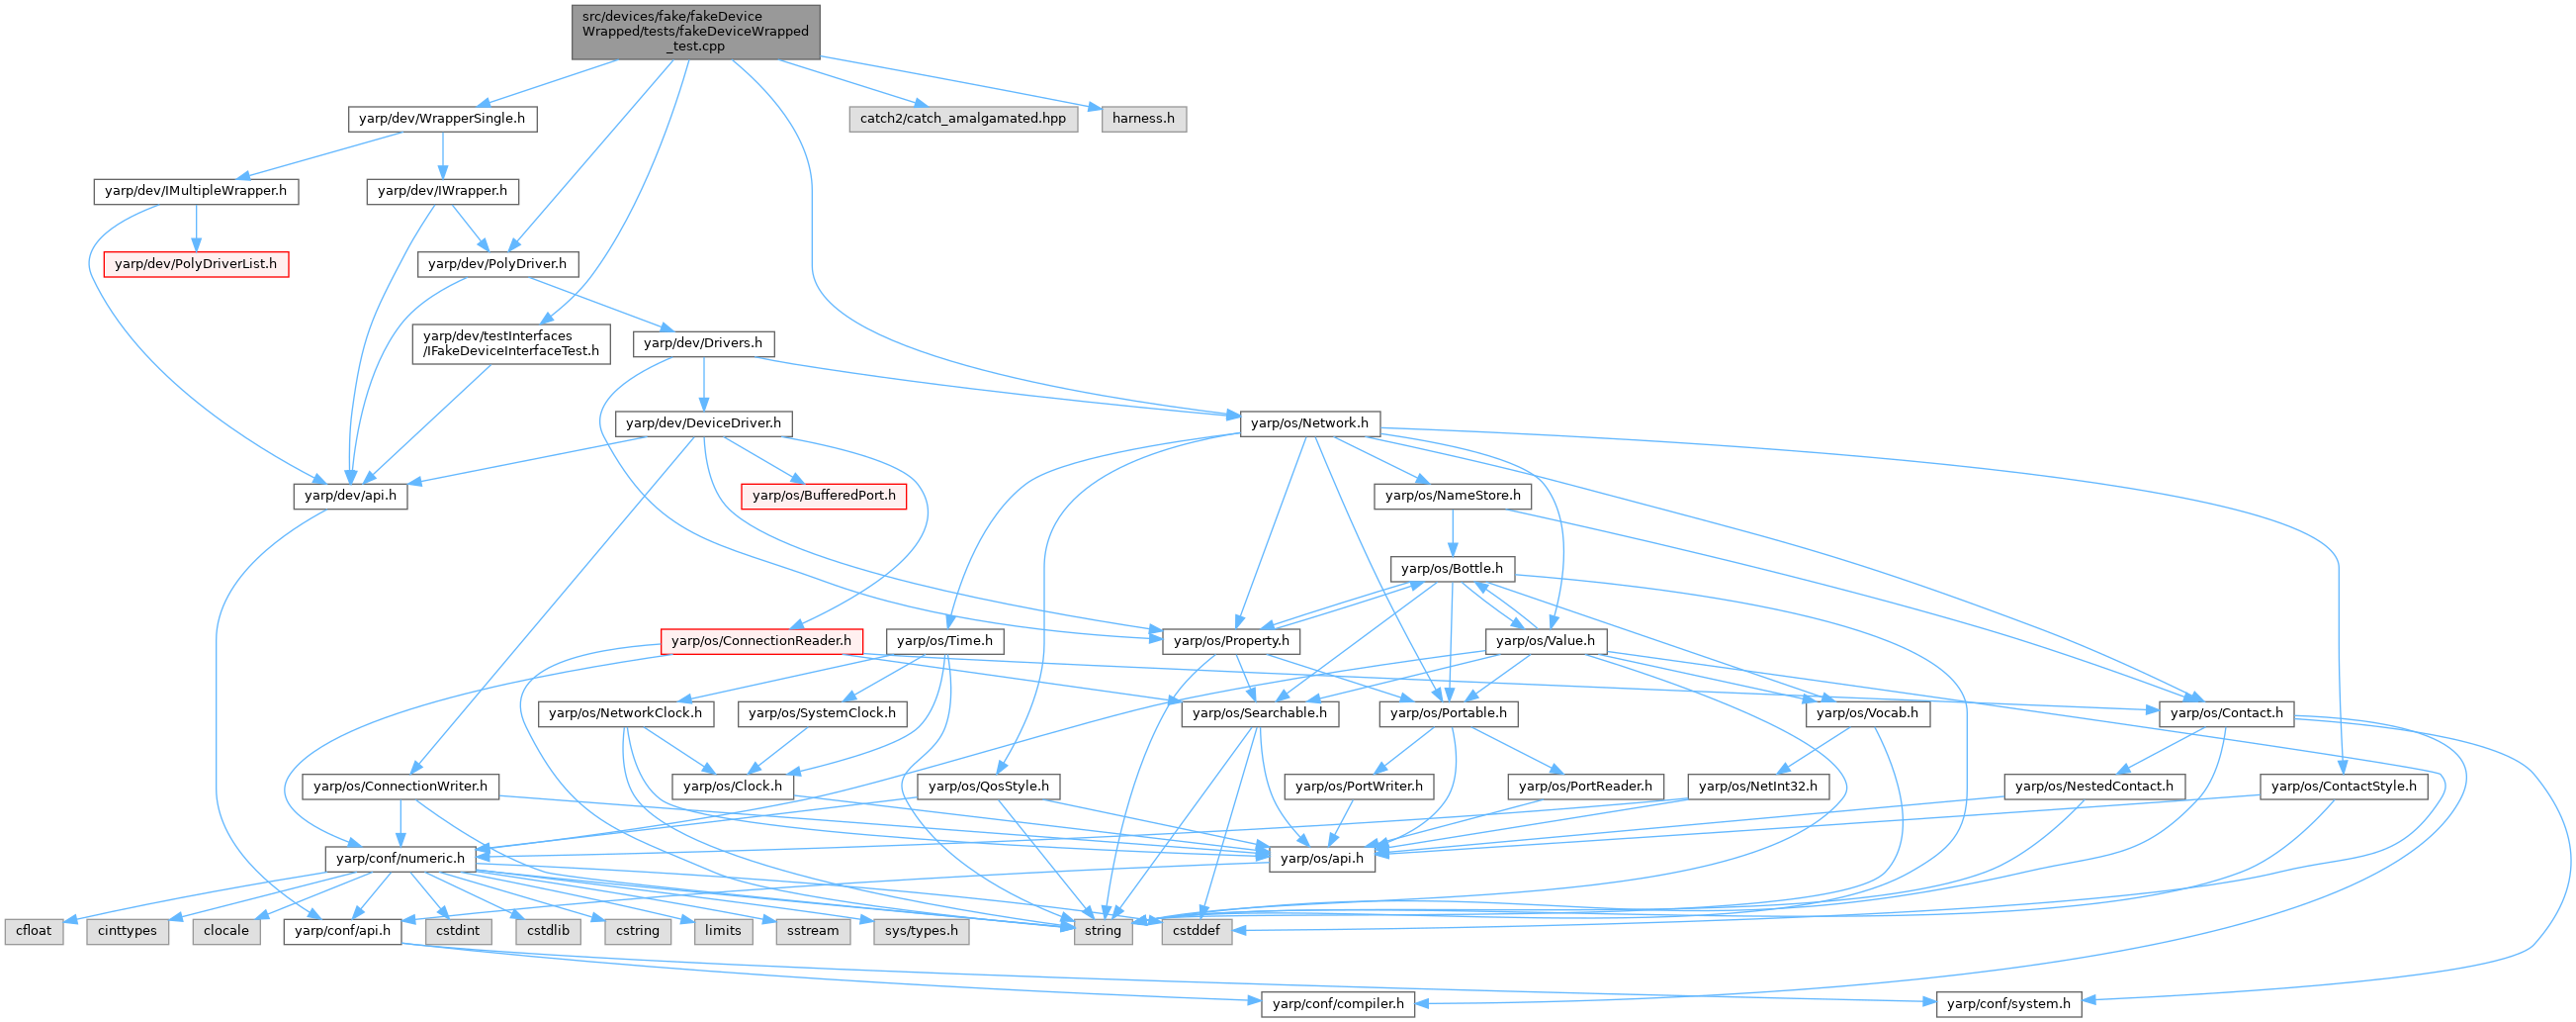 src/devices/fake/fakeDevice
Wrapped/tests/fakeDeviceWrapped
_test.cpp
yarp/dev/WrapperSingle.h
catch2/catch_amalgamated.hpp
harness.h
yarp/dev/IMultipleWrapper.h
yarp/dev/IWrapper.h
yarp/dev/PolyDriverList.h
yarp/dev/PolyDriver.h
yarp/dev/testInterfaces
/IFakeDeviceInterfaceTest.h
yarp/dev/Drivers.h
yarp/dev/DeviceDriver.h
yarp/os/Network.h
yarp/dev/api.h
yarp/os/BufferedPort.h
yarp/os/NameStore.h
yarp/os/Bottle.h
yarp/os/ConnectionReader.h
yarp/os/Time.h
yarp/os/Property.h
yarp/os/Value.h
yarp/os/NetworkClock.h
yarp/os/SystemClock.h
yarp/os/Searchable.h
yarp/os/Portable.h
yarp/os/Vocab.h
yarp/os/Contact.h
yarp/os/ConnectionWriter.h
yarp/os/Clock.h
yarp/os/QosStyle.h
yarp/os/PortWriter.h
yarp/os/PortReader.h
yarp/os/NetInt32.h
yarp/os/NestedContact.h
yarp/os/ContactStyle.h
yarp/conf/numeric.h
yarp/os/api.h
cfloat
cinttypes
clocale
yarp/conf/api.h
cstdint
cstdlib
cstring
limits
sstream
sys/types.h
string
cstddef
yarp/conf/compiler.h
yarp/conf/system.h